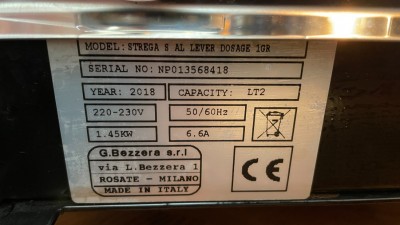 MODEL: STREGA S AL LEVER DOSAGE 1GR
SERIAL NO: NP013568418
YEAR: 2018 CAPACITY: LT2
220-230V 50/60Hz
1.45KW 6.6A
G.Bezzera s.r.l
via L.Bezzera 1
ROSATE - MILANO
MADE IN ITALY
CE